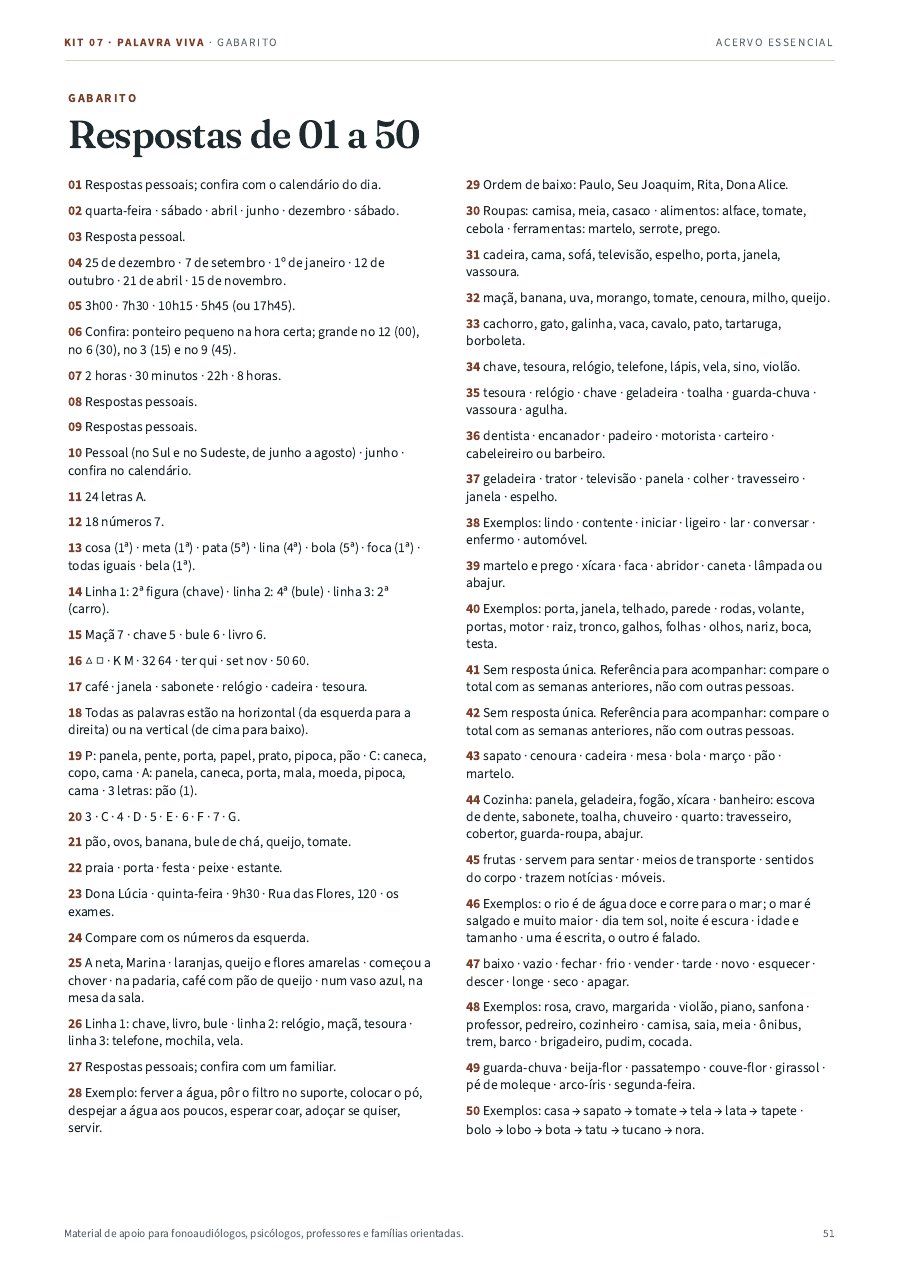 KIT 07 · PALAVRA VIVA · GABARITO
ACERVO ESSENCIAL
GABARITO
Respostas de 01 a 50
01 Respostas pessoais; confira com o calendário do dia.
02 quarta-feira · sábado · abril · junho · dezembro · sábado.
03 Resposta pessoal.
04 25 de dezembro · 7 de setembro · 1º de janeiro · 12 de
outubro · 21 de abril · 15 de novembro.
05 3h00 · 7h30 · 10h15 · 5h45 (ou 17h45).
06 Confira: ponteiro pequeno na hora certa; grande no 12 (00),
no 6 (30), no 3 (15) e no 9 (45).
07 2 horas · 30 minutos · 22h · 8 horas.
08 Respostas pessoais.
09 Respostas pessoais.
10 Pessoal (no Sul e no Sudeste, de junho a agosto) · junho ·
confira no calendário.
11 24 letras A.
12 18 números 7.
13 cosa (1ª) · meta (1ª) · pata (5ª) · lina (4ª) · bola (5ª) · foca (1ª) ·
todas iguais · bela (1ª).
14 Linha 1: 2ª figura (chave) · linha 2: 4ª (bule) · linha 3: 2ª
(carro).
15 Maçã 7 · chave 5 · bule 6 · livro 6.
16 △ □ · K M · 32 64 · ter qui · set nov · 50 60.
17 café · janela · sabonete · relógio · cadeira · tesoura.
18 Todas as palavras estão na horizontal (da esquerda para a
direita) ou na vertical (de cima para baixo).
19 P: panela, pente, porta, papel, prato, pipoca, pão · C: caneca,
copo, cama · A: panela, caneca, porta, mala, moeda, pipoca,
cama · 3 letras: pão (1).
20 3 · C · 4 · D · 5 · E · 6 · F · 7 · G.
21 pão, ovos, banana, bule de chá, queijo, tomate.
22 praia · porta · festa · peixe · estante.
23 Dona Lúcia · quinta-feira · 9h30 · Rua das Flores, 120 · os
exames.
24 Compare com os números da esquerda.
25 A neta, Marina · laranjas, queijo e flores amarelas · começou a
chover · na padaria, café com pão de queijo · num vaso azul, na
mesa da sala.
26 Linha 1: chave, livro, bule · linha 2: relógio, maçã, tesoura ·
linha 3: telefone, mochila, vela.
27 Respostas pessoais; confira com um familiar.
28 Exemplo: ferver a água, pôr o filtro no suporte, colocar o pó,
despejar a água aos poucos, esperar coar, adoçar se quiser,
servir.
29 Ordem de baixo: Paulo, Seu Joaquim, Rita, Dona Alice.
30 Roupas: camisa, meia, casaco · alimentos: alface, tomate,
cebola · ferramentas: martelo, serrote, prego.
31 cadeira, cama, sofá, televisão, espelho, porta, janela,
vassoura.
32 maçã, banana, uva, morango, tomate, cenoura, milho, queijo.
33 cachorro, gato, galinha, vaca, cavalo, pato, tartaruga,
borboleta.
34 chave, tesoura, relógio, telefone, lápis, vela, sino, violão.
35 tesoura · relógio · chave · geladeira · toalha · guarda-chuva ·
vassoura · agulha.
36 dentista · encanador · padeiro · motorista · carteiro ·
cabeleireiro ou barbeiro.
37 geladeira · trator · televisão · panela · colher · travesseiro ·
janela · espelho.
38 Exemplos: lindo · contente · iniciar · ligeiro · lar · conversar ·
enfermo · automóvel.
39 martelo e prego · xícara · faca · abridor · caneta · lâmpada ou
abajur.
40 Exemplos: porta, janela, telhado, parede · rodas, volante,
portas, motor · raiz, tronco, galhos, folhas · olhos, nariz, boca,
testa.
41 Sem resposta única. Referência para acompanhar: compare o
total com as semanas anteriores, não com outras pessoas.
42 Sem resposta única. Referência para acompanhar: compare o
total com as semanas anteriores, não com outras pessoas.
43 sapato · cenoura · cadeira · mesa · bola · março · pão ·
martelo.
44 Cozinha: panela, geladeira, fogão, xícara · banheiro: escova
de dente, sabonete, toalha, chuveiro · quarto: travesseiro,
cobertor, guarda-roupa, abajur.
45 frutas · servem para sentar · meios de transporte · sentidos
do corpo · trazem notícias · móveis.
46 Exemplos: o rio é de água doce e corre para o mar; o mar é
salgado e muito maior · dia tem sol, noite é escura · idade e
tamanho · uma é escrita, o outro é falado.
47 baixo · vazio · fechar · frio · vender · tarde · novo · esquecer ·
descer · longe · seco · apagar.
48 Exemplos: rosa, cravo, margarida · violão, piano, sanfona ·
professor, pedreiro, cozinheiro · camisa, saia, meia · ônibus,
trem, barco · brigadeiro, pudim, cocada.
49 guarda-chuva · beija-flor · passatempo · couve-flor · girassol ·
pé de moleque · arco-íris · segunda-feira.
50 Exemplos: casa → sapato → tomate → tela → lata → tapete ·
bolo → lobo → bota → tatu → tucano → nora.
Material de apoio para fonoaudiólogos, psicólogos, professores e famílias orientadas.
51